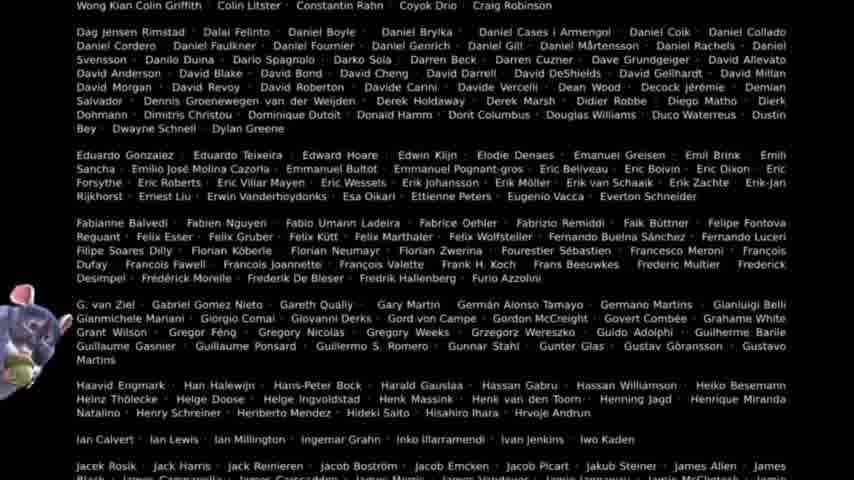 Wong Kian Colin Griffith · Colin Litster · Constantin Rahn · Coyok Drio · Craig Robinson
Dag Jensen Rimstad · Dalai Felinto · Daniel Boyle · Daniel Brylka · Daniel Cases i Armengol · Daniel Coik · Daniel Collado
Daniel Cordero · Daniel Faulkner · Daniel Fournier · Daniel Genrich · Daniel Gill · Daniel Mårtensson · Daniel Rachels · Daniel
Svensson · Danilo Duina · Dario Spagnolo · Darko Sola · Darren Beck · Darren Cuzner · Dave Grundgeiger · David Allevato
David Anderson · David Blake · David Bond · David Cheng · David Darrell · David DeShields · David Gellhardt · David Millan
David Morgan · David Revoy · David Roberton · Davide Carini · Davide Vercelli · Dean Wood · Decock Jérémie · Demian
Salvador · Dennis Groenewegen van der Weijden · Derek Holdaway · Derek Marsh · Didier Robbe · Diego Matho · Dierk
Dohmann · Dimitris Christou · Dominique Dutoit · Donald Hamm · Dorit Columbus · Douglas Williams · Duco Waterreus · Dustin
Bey · Dwayne Schnell · Dylan Greene
Eduardo Gonzalez · Eduardo Teixeira · Edward Hoare · Edwin Klijn · Elodie Denaes · Emanuel Greisen · Emil Brink · Emili
Sancha · Emilio José Molina Cazorla · Emmanuel Bultot · Emmanuel Pognant-gros · Eric Béliveau · Eric Boivin · Eric Dixon · Eric
Forsythe · Eric Roberts · Eric Villar Mayen · Eric Wessels · Erik Johansson · Erik Möller · Erik van Schaaik · Erik Zachte · Erik-Jan
Rijkhorst · Ernest Liu · Erwin Vanderhoydonks · Esa Oikari · Ettienne Peters · Eugenio Vacca · Everton Schneider
Fabianne Balvedi · Fabien Nguyen · Fabio Umann Ladeira · Fabrice Oehler · Fabrizio Remiddi · Falk Büttner · Felipe Fontova
Reguant · Felix Esser · Felix Gruber · Felix Kütt · Felix Marthaler · Felix Wolfsteller · Fernando Buelna Sánchez · Fernando Luceri
Filipe Soares Dilly · Florian Köberle · Florian Neumayr · Florian Zwerina · Fourestier Sébastien · Francesco Meroni · François
Dufay · Francois Fawell · Francois Joannette · François Valette · Frank H. Koch · Frans Beeuwkes · Frederic Multier · Frederick
Desimpel · Frédérick Morelle · Frederik De Bleser · Fredrik Hallenberg · Furio Azzolini
G. van Ziel · Gabriel Gomez Nieto · Gareth Qually · Gary Martin · Germán Alonso Tamayo · Germano Martins · Gianluigi Belli
Gianmichele Mariani · Giorgio Comai · Giovanni Derks · Gord von Campe · Gordon McCreight · Govert Combée · Grahame White
Grant Wilson · Gregor Féng · Gregory Nicolas · Gregory Weeks · Grzegorz Wereszko · Guido Adolphi · Guilherme Barile
Guillaume Gasnier · Guillaume Ponsard · Guillermo S. Romero · Gunnar Stahl · Gunter Glas · Gustav Göransson · Gustavo
Martins
Haavid Engmark · Han Halewijn · Hans-Peter Bock · Harald Gauslaa · Hassan Gabru · Hassan Williamson · Heiko Besemann
Heinz Thölecke · Helge Doose · Helge Ingvoldstad · Henk Massink · Henk van den Toorn · Henning Jagd · Henrique Miranda
Natalino · Henry Schreiner · Heriberto Mendez · Hideki Saito · Hisahiro Ihara · Hrvoje Andrun
Ian Calvert · Ian Lewis · Ian Millington · Ingemar Grahn · Inko Illarramendi · Ivan Jenkins · Iwo Kaden
Jacek Rosik · Jack Harris · Jack Reinieren · Jacob Boström · Jacob Emcken · Jacob Picart · Jakub Steiner · James Allen · James